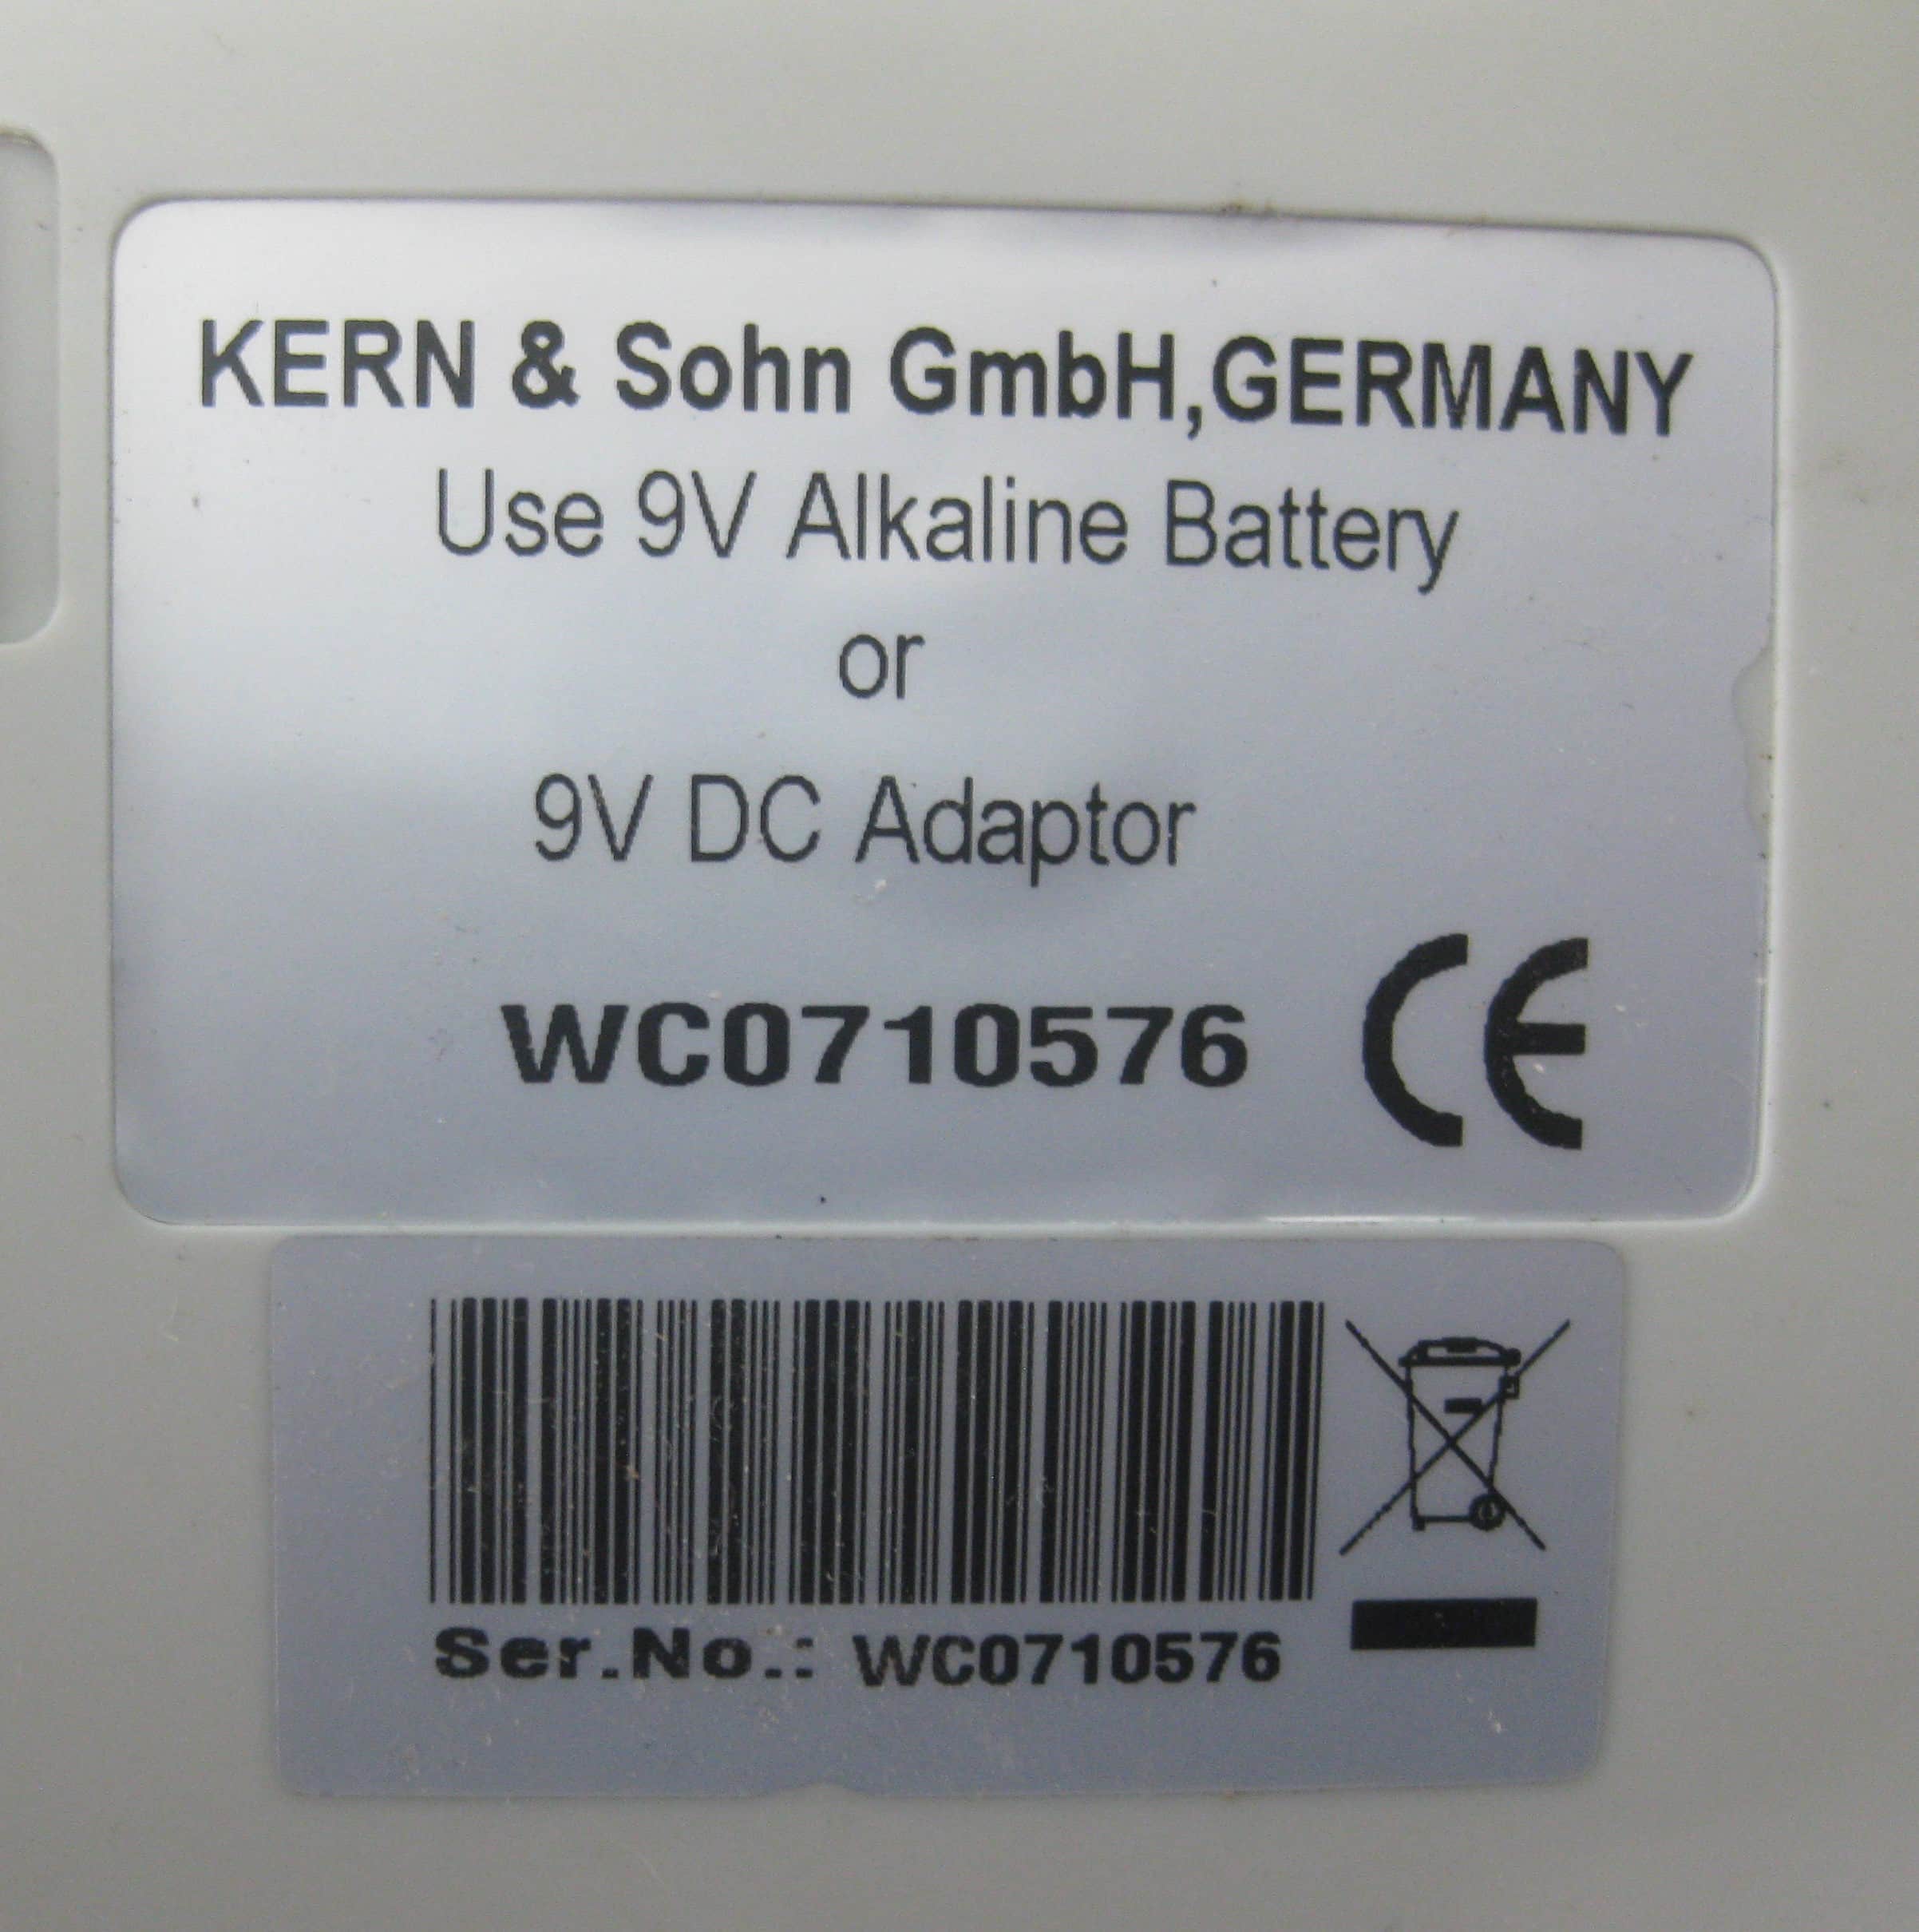 KERN & Sohn GmbH,GERMANY
Use 9V Alkaline Battery
or
9V DC Adaptor
WC0710576 CE
Ser.No.: WC0710576